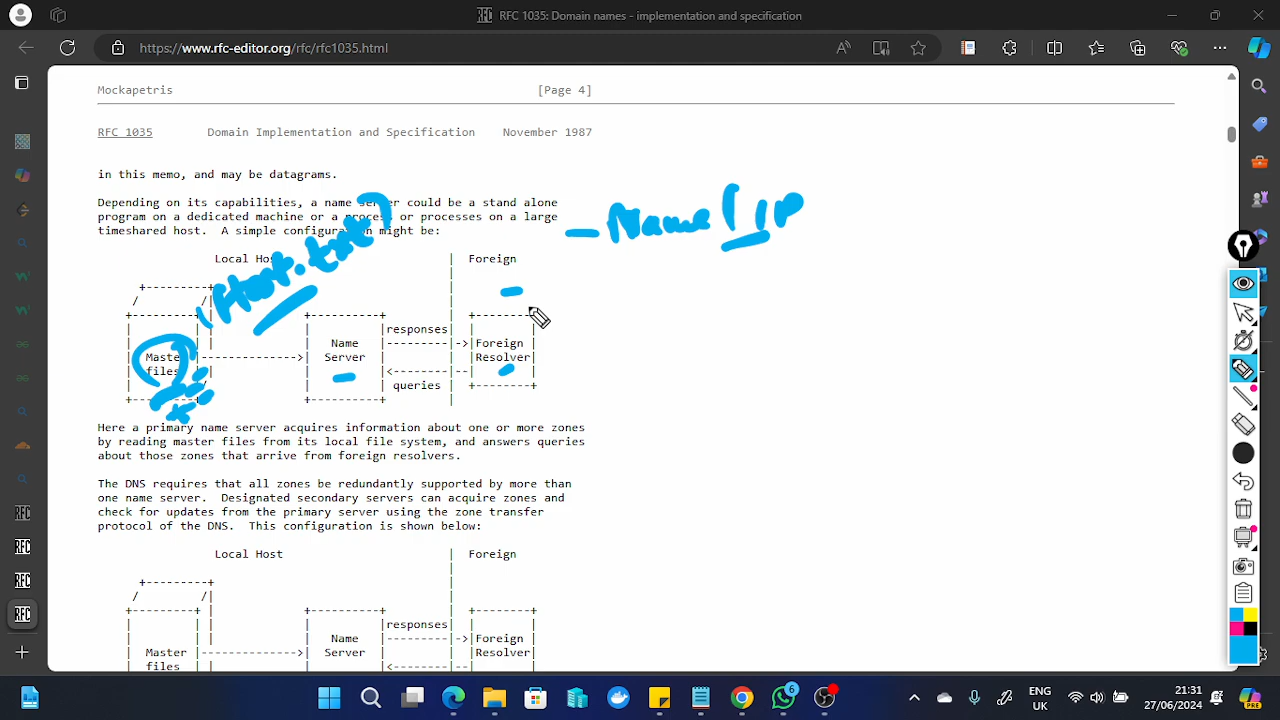 RFC 1035: Domain names - implementation and specification
https://www.rfc-editor.org/rfc/rfc1035.html
Mockapetris [Page 4]
RFC 1035 Domain Implementation and Specification November 1987
in this memo, and may be datagrams.
Depending on its capabilities, a name server could be a stand alone
program on a dedicated machine or a process or processes on a large
timeshared host. A simple configuration might be:
- Name ( IP
Local Host | Foreign
"Host.txt"
responses
Name Foreign
Master Server Resolver
files
queries
Here a primary name server acquires information about one or more zones
by reading master files from its local file system, and answers queries
about those zones that arrive from foreign resolvers.
The DNS requires that all zones be redundantly supported by more than
one name server. Designated secondary servers can acquire zones and
check for updates from the primary server using the zone transfer
protocol of the DNS. This configuration is shown below:
Local Host | Foreign
responses
Name Foreign
Master Server Resolver
files
ENG 21:31
UK 27/06/2024
6
PRE